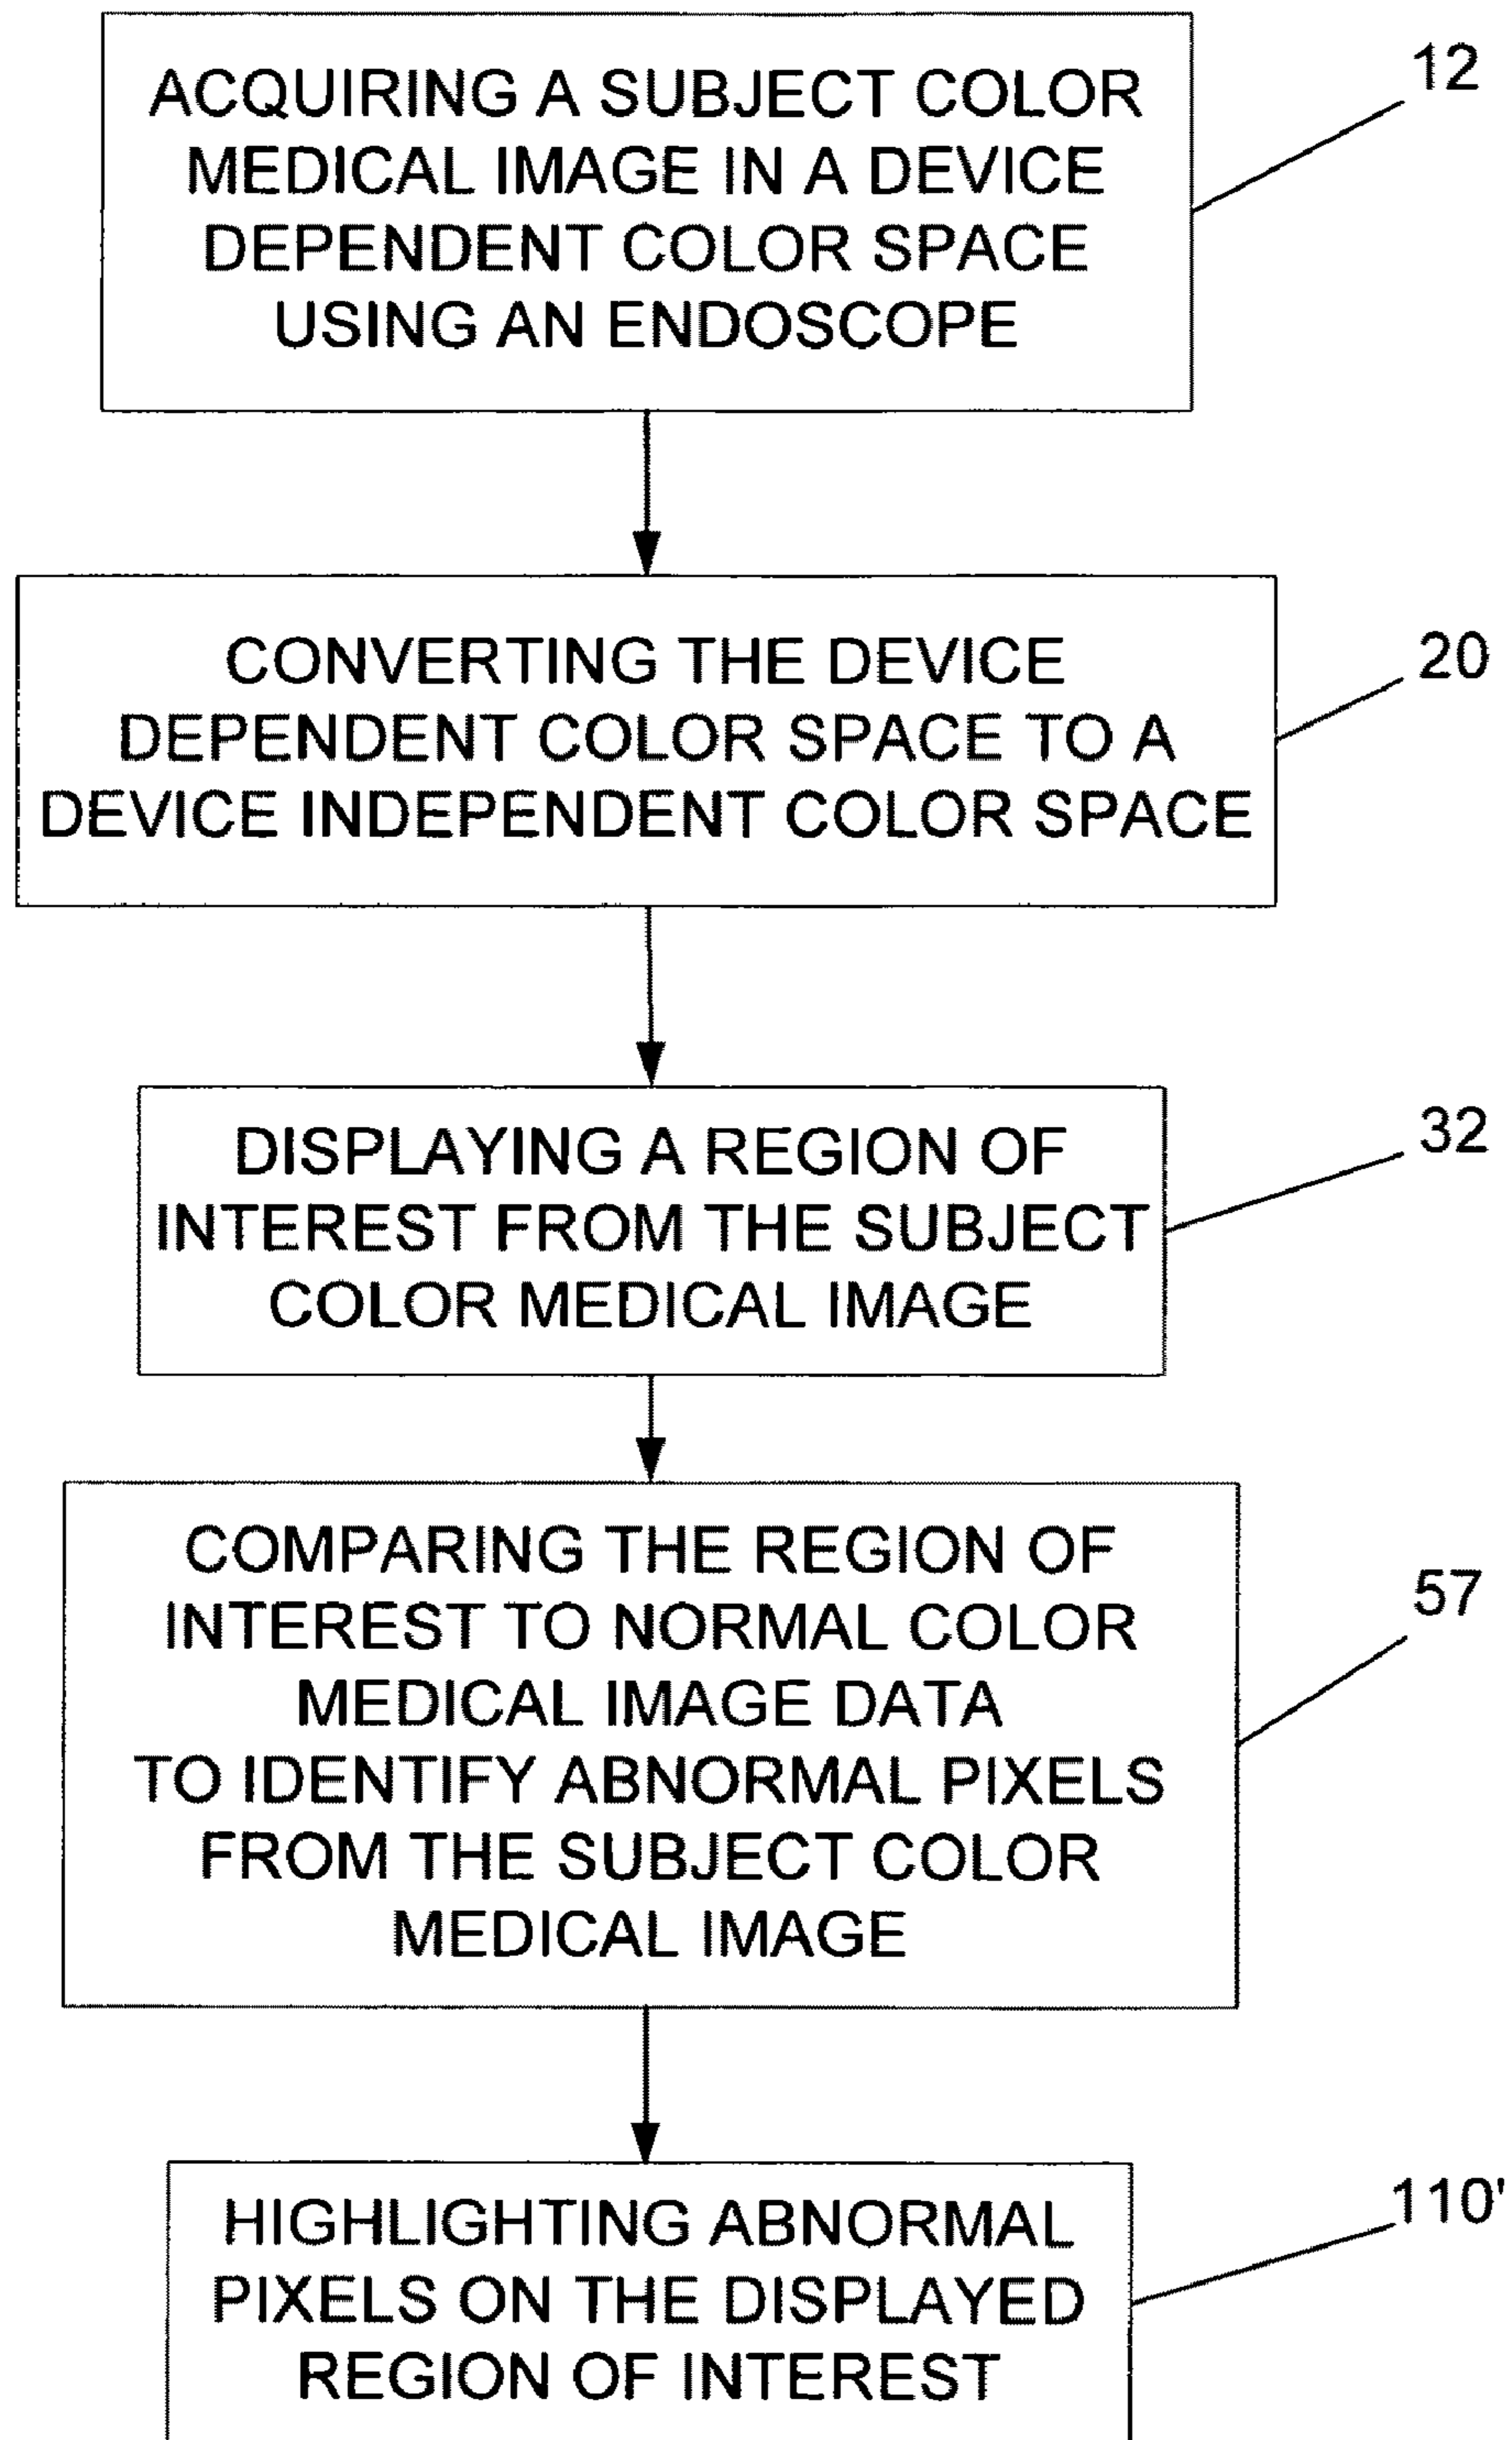 ACQUIRING A SUBJECT COLOR
MEDICAL IMAGE IN A DEVICE
DEPENDENT COLOR SPACE
USING AN ENDOSCOPE
12
CONVERTING THE DEVICE
DEPENDENT COLOR SPACE TO A
DEVICE INDEPENDENT COLOR SPACE
20
DISPLAYING A REGION OF
INTEREST FROM THE SUBJECT
COLOR MEDICAL IMAGE
32
COMPARING THE REGION OF
INTEREST TO NORMAL COLOR
MEDICAL IMAGE DATA
TO IDENTIFY ABNORMAL PIXELS
FROM THE SUBJECT COLOR
MEDICAL IMAGE
57
HIGHLIGHTING ABNORMAL
PIXELS ON THE DISPLAYED
REGION OF INTEREST
110'